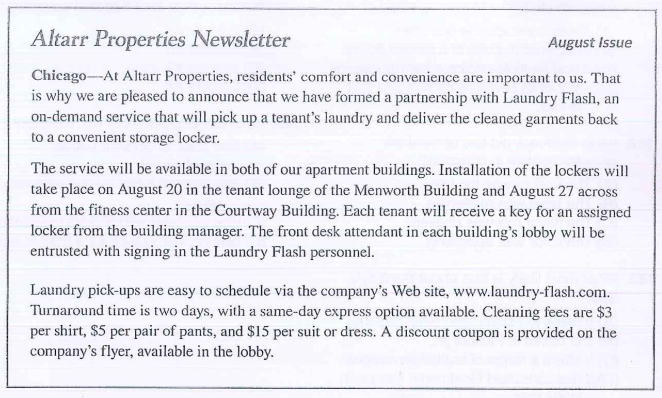 Altarr Properties Newsletter
August Issue
Chicago—At Altarr Properties, residents' comfort and convenience are important to us. That
is why we are pleased to announce that we have formed a partnership with Laundry Flash, an
on-demand service that will pick up a tenant's laundry and deliver the cleaned garments back
to a convenient storage locker.
The service will be available in both of our apartment buildings. Installation of the lockers will
take place on August 20 in the tenant lounge of the Menworth Building and August 27 across
from the fitness center in the Courtway Building. Each tenant will receive a key for an assigned
locker from the building manager. The front desk attendant in each building's lobby will be
entrusted with signing in the Laundry Flash personnel.
Laundry pick-ups are easy to schedule via the company's Web site, www.laundry-flash.com.
Turnaround time is two days, with a same-day express option available. Cleaning fees are $3
per shirt, $5 per pair of pants, and $15 per suit or dress. A discount coupon is provided on the
company's flyer, available in the lobby.